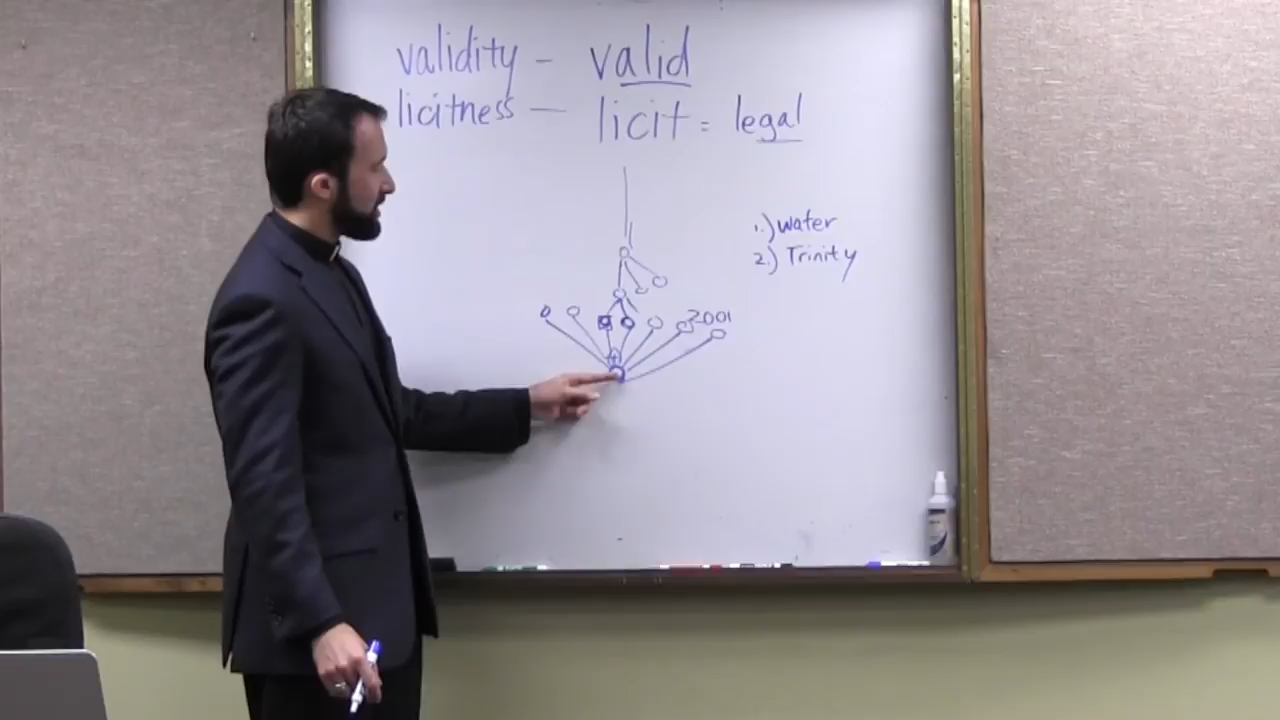 validity - valid
licitness — licit = legal
1.) water
2.) Trinity
2001